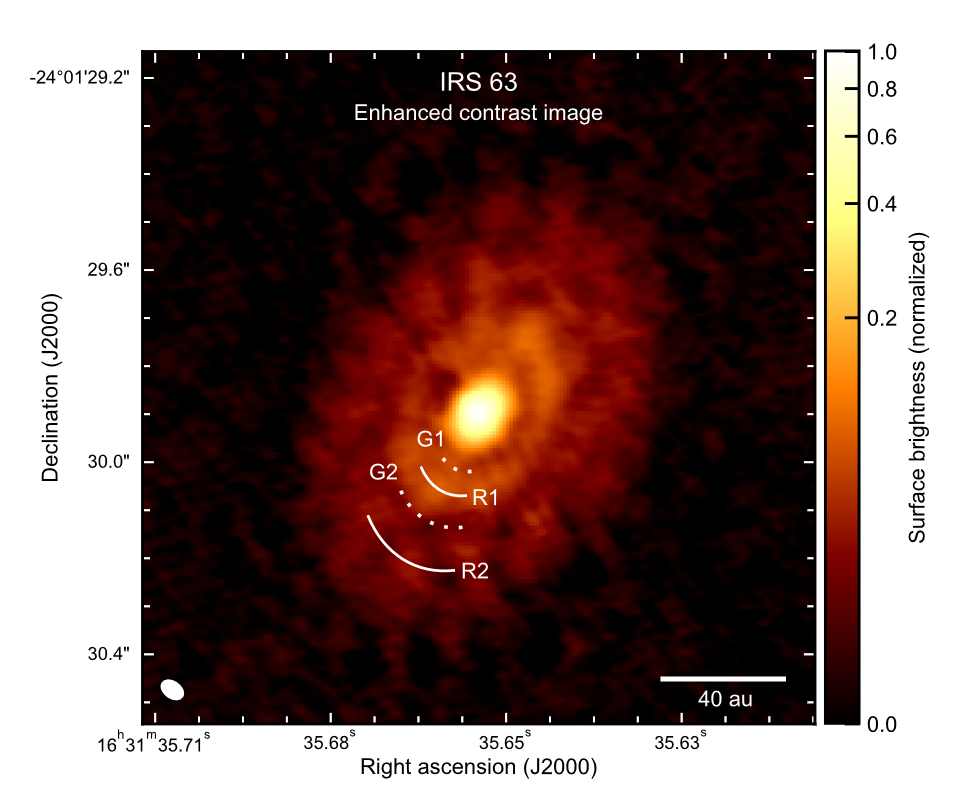 IRS 63
Enhanced contrast image
-24°01'29.2"
29.6"
30.0"
30.4"
Declination (J2000)
G1
R1
G2
R2
40 au
16ʰ31ᵐ35.71ˢ
35.68ˢ
35.65ˢ
35.63ˢ
Right ascension (J2000)
1.0
0.8
0.6
0.4
0.2
0.0
Surface brightness (normalized)